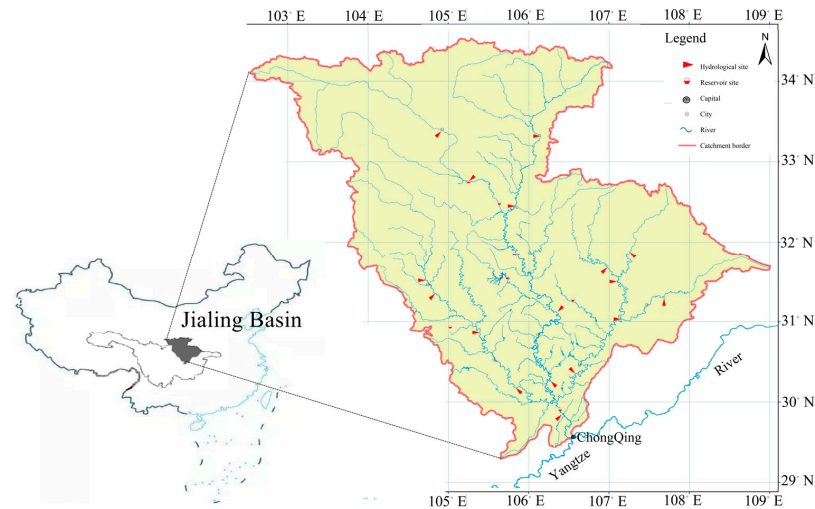 103° E 104° E 105° E 106° E 107° E 108° E 109° E
Legend
N
Hydrological site
Reservoir site
Capital
City
River
Catchment border
34° N
33° N
32° N
31° N
30° N
29° N
Jialing Basin
River
ChongQing
Yangtze
105° E 106° E 107° E 108° E 109° E